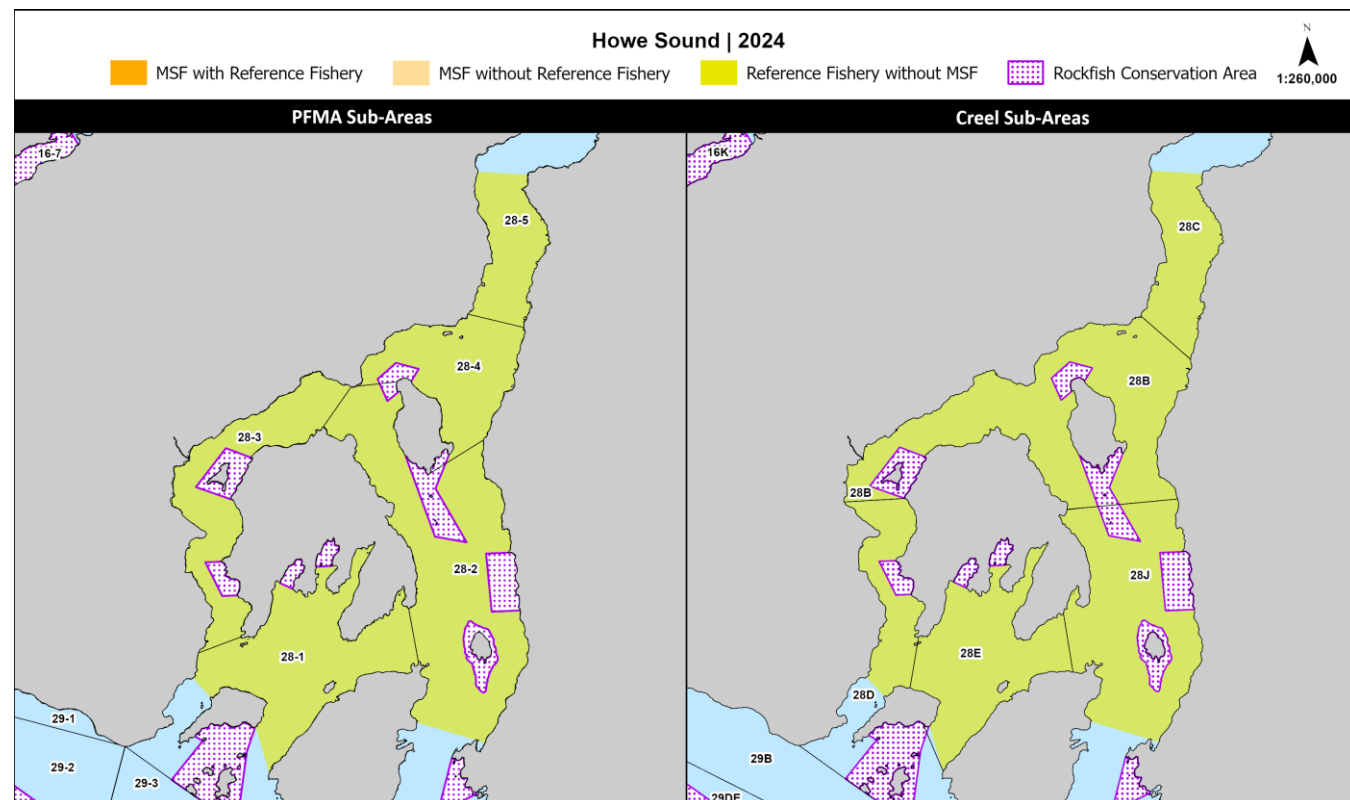 Howe Sound | 2024
N
1:260,000
MSF with Reference Fishery
MSF without Reference Fishery
Reference Fishery without MSF
Rockfish Conservation Area
PFMA Sub-Areas
Creel Sub-Areas
16-7
28-5
28-4
28-3
28-2
28-1
29-1
29-2
29-3
16K
28C
28B
28B
28J
28E
28D
29B
29DE